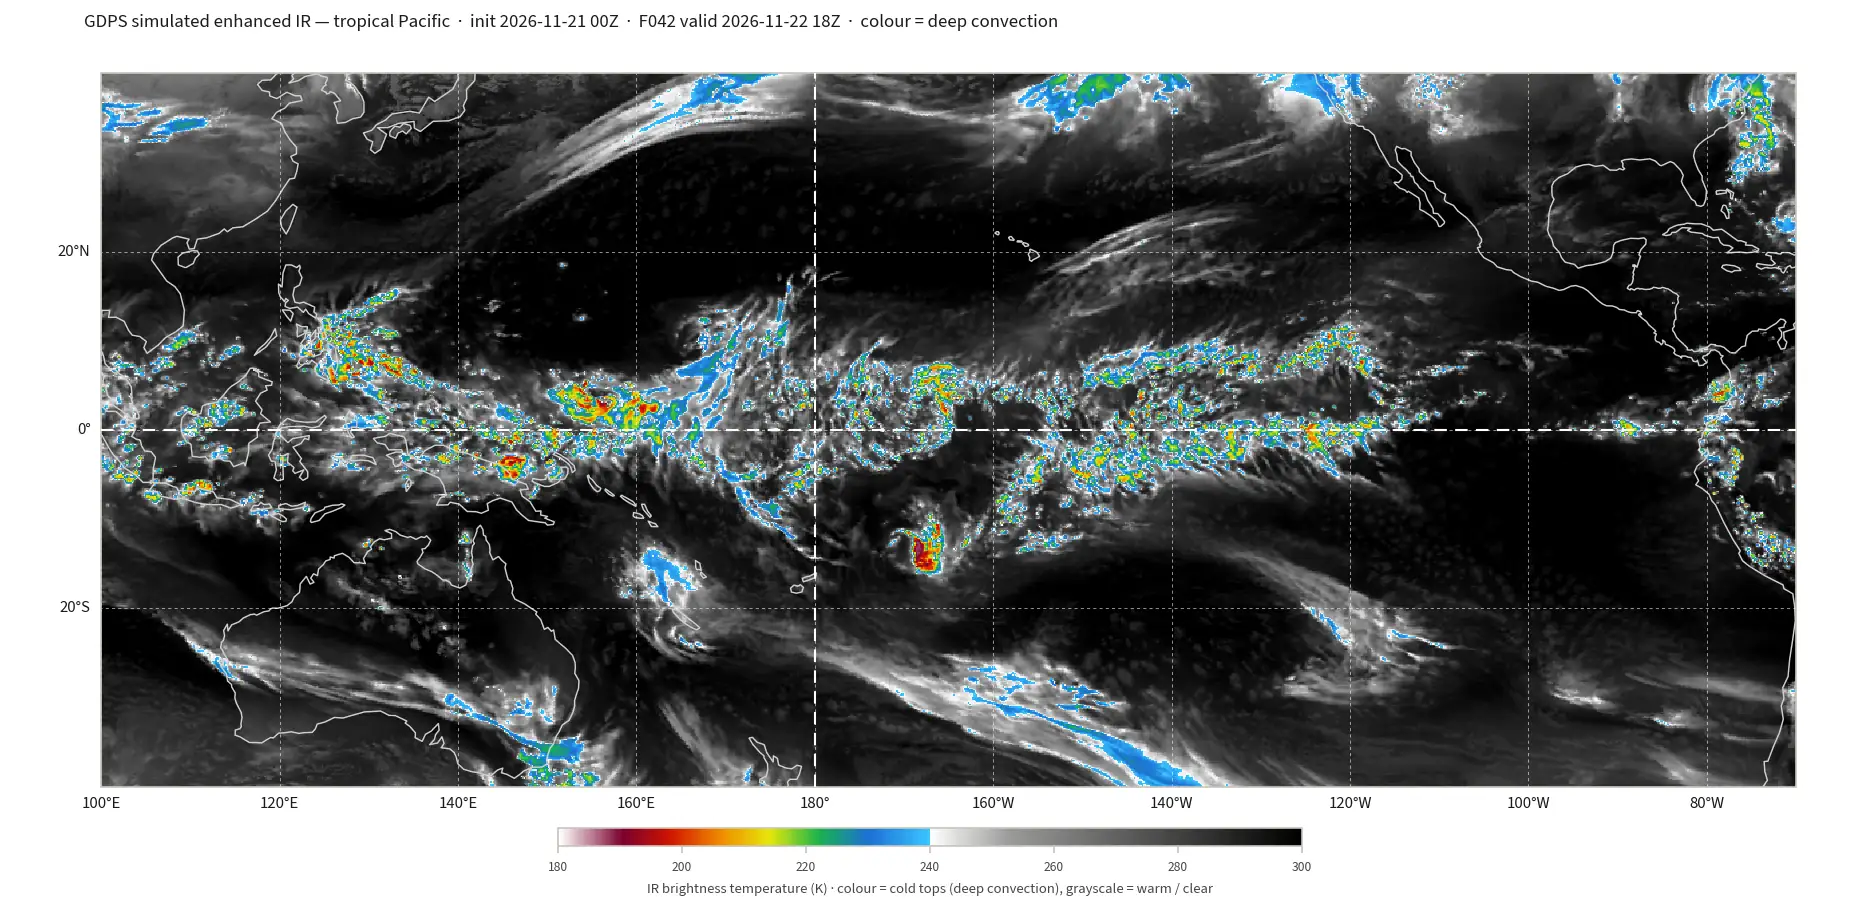 GDPS simulated enhanced IR — tropical Pacific · init 2026-11-21 00Z · F042 valid 2026-11-22 18Z · colour = deep convection
20°N
0°
20°S
100°E 120°E 140°E 160°E 180° 160°W 140°W 120°W 100°W 80°W
180 200 220 240 260 280 300
IR brightness temperature (K) · colour = cold tops (deep convection), grayscale = warm / clear